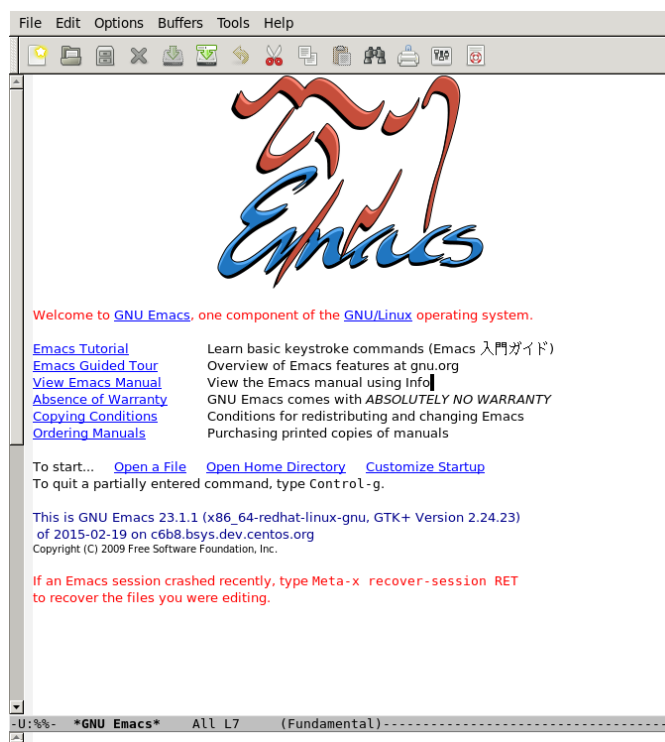 File Edit Options Buffers Tools Help
Emacs
Welcome to GNU Emacs, one component of the GNU/Linux operating system.
Emacs Tutorial Learn basic keystroke commands (Emacs 入門ガイド)
Emacs Guided Tour Overview of Emacs features at gnu.org
View Emacs Manual View the Emacs manual using Info
Absence of Warranty GNU Emacs comes with ABSOLUTELY NO WARRANTY
Copying Conditions Conditions for redistributing and changing Emacs
Ordering Manuals Purchasing printed copies of manuals
To start... Open a File Open Home Directory Customize Startup
To quit a partially entered command, type Control-g.
This is GNU Emacs 23.1.1 (x86_64-redhat-linux-gnu, GTK+ Version 2.24.23)
of 2015-02-19 on c6b8.bsys.dev.centos.org
Copyright (C) 2009 Free Software Foundation, Inc.
If an Emacs session crashed recently, type Meta-x recover-session RET
to recover the files you were editing.
-U:%%- *GNU Emacs* All L7 (Fundamental)-----------------------------------